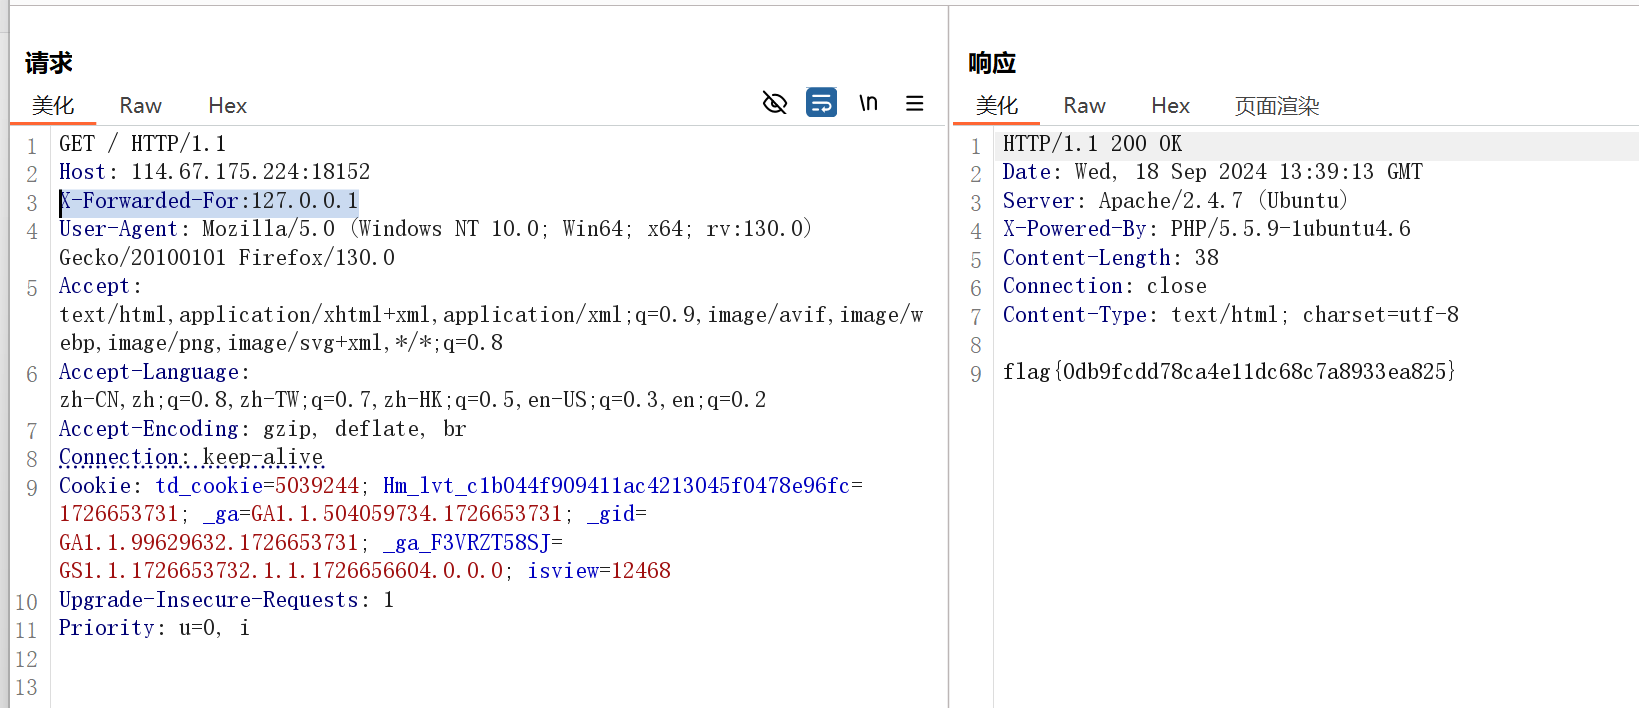 请求
美化 Raw Hex
\n
1 GET / HTTP/1.1
2 Host: 114.67.175.224:18152
3 X-Forwarded-For:127.0.0.1
4 User-Agent: Mozilla/5.0 (Windows NT 10.0; Win64; x64; rv:130.0)
Gecko/20100101 Firefox/130.0
5 Accept:
text/html,application/xhtml+xml,application/xml;q=0.9,image/avif,image/w
ebp,image/png,image/svg+xml,*/*;q=0.8
6 Accept-Language:
zh-CN,zh;q=0.8,zh-TW;q=0.7,zh-HK;q=0.5,en-US;q=0.3,en;q=0.2
7 Accept-Encoding: gzip, deflate, br
8 Connection: keep-alive
9 Cookie: td_cookie=5039244; Hm_lvt_c1b044f909411ac4213045f0478e96fc=
1726653731; _ga=GA1.1.504059734.1726653731; _gid=
GA1.1.99629632.1726653731; _ga_F3VRZT58SJ=
GS1.1.1726653732.1.1.1726656604.0.0.0; isview=12468
10 Upgrade-Insecure-Requests: 1
11 Priority: u=0, i
12
13
响应
美化 Raw Hex 页面渲染
1 HTTP/1.1 200 OK
2 Date: Wed, 18 Sep 2024 13:39:13 GMT
3 Server: Apache/2.4.7 (Ubuntu)
4 X-Powered-By: PHP/5.5.9-1ubuntu4.6
5 Content-Length: 38
6 Connection: close
7 Content-Type: text/html; charset=utf-8
8
9 flag{0db9fcdd78ca4e11dc68c7a8933ea825}